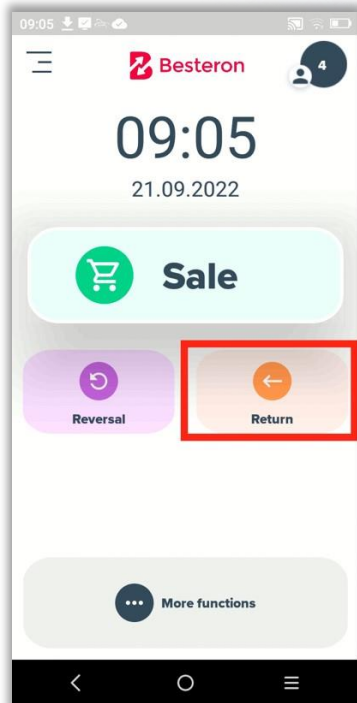 09:05
Besteron
4
09:05
21.09.2022
Sale
Reversal
Return
More functions